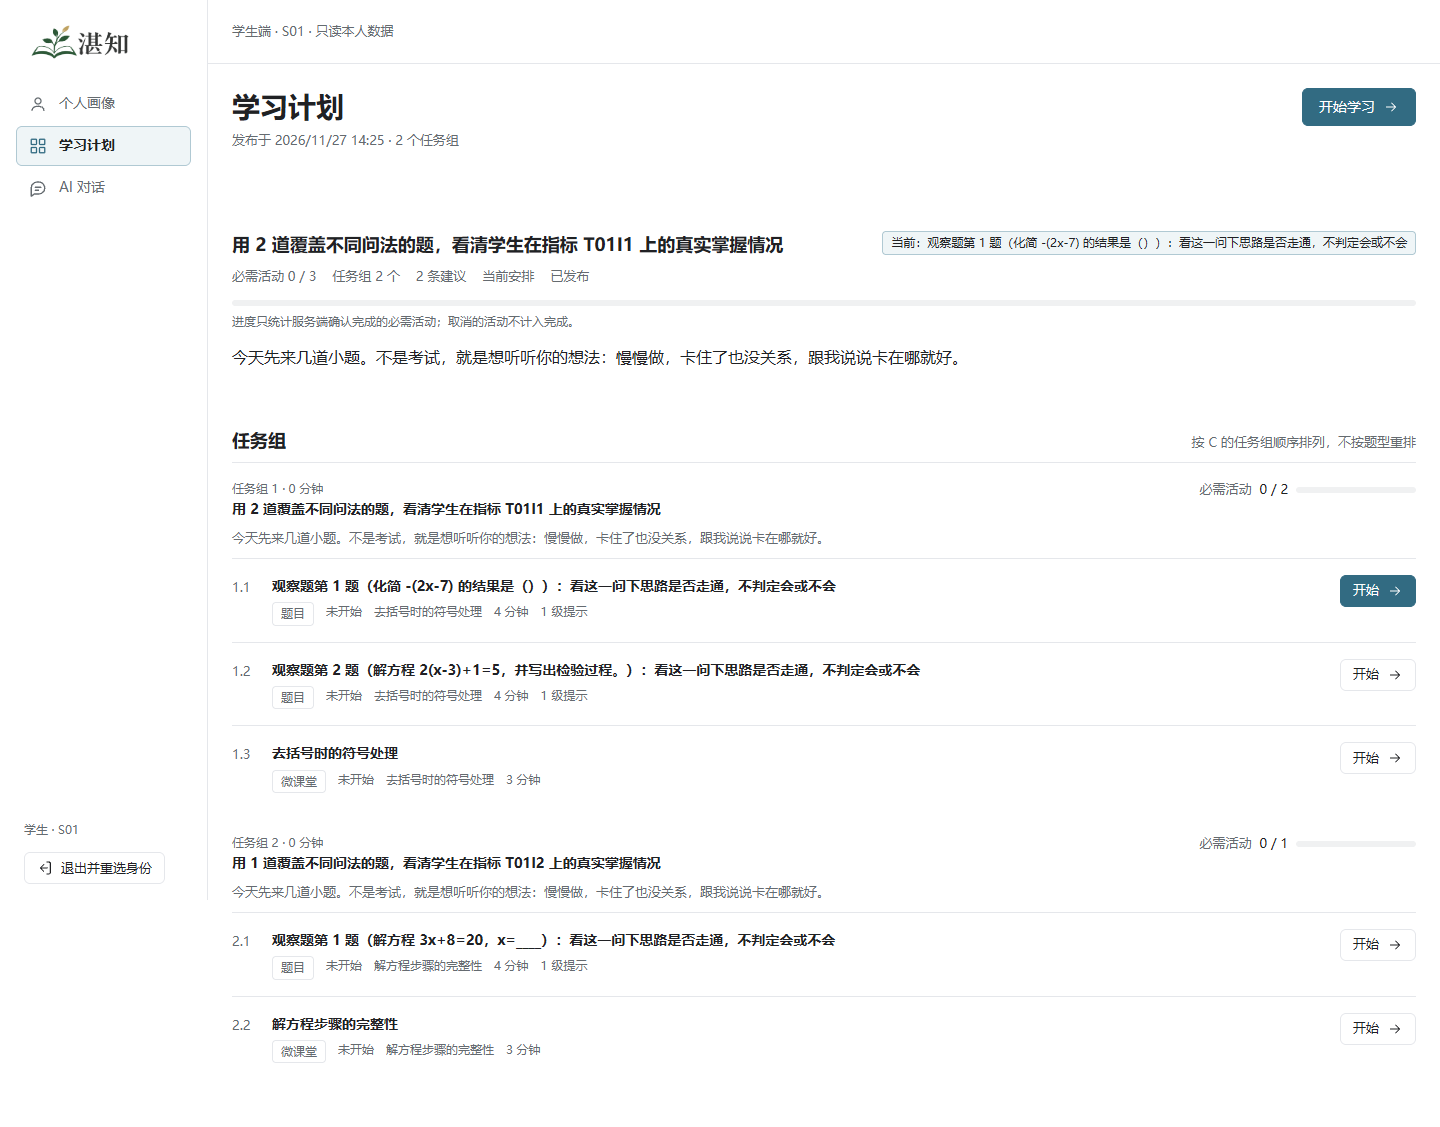 湛知
学生端 · S01 · 只读本人数据
个人画像
学习计划
AI 对话
学习计划
开始学习 →
发布于 2026/11/27 14:25 · 2 个任务组
用 2 道覆盖不同问法的题，看清学生在指标 T01I1 上的真实掌握情况
当前：观察题第 1 题（化简 -(2x-7) 的结果是（））：看这一问下思路是否走通，不判定会或不会
必需活动 0 / 3 任务组 2 个 2 条建议 当前安排 已发布
进度只统计服务端确认完成的必需活动；取消的活动不计入完成。
今天先来几道小题。不是考试，就是想听听你的想法：慢慢做，卡住了也没关系，跟我说说卡在哪就好。
任务组
按 C 的任务组顺序排列，不按题型重排
任务组 1 · 0 分钟
必需活动 0 / 2
用 2 道覆盖不同问法的题，看清学生在指标 T01I1 上的真实掌握情况
今天先来几道小题。不是考试，就是想听听你的想法：慢慢做，卡住了也没关系，跟我说说卡在哪就好。
1.1 观察题第 1 题（化简 -(2x-7) 的结果是（））：看这一问下思路是否走通，不判定会或不会
开始 →
题目 未开始 去括号时的符号处理 4 分钟 1 级提示
1.2 观察题第 2 题（解方程 2(x-3)+1=5，并写出检验过程。）：看这一问下思路是否走通，不判定会或不会
开始 →
题目 未开始 去括号时的符号处理 4 分钟 1 级提示
1.3 去括号时的符号处理
开始 →
微课堂 未开始 去括号时的符号处理 3 分钟
任务组 2 · 0 分钟
必需活动 0 / 1
用 1 道覆盖不同问法的题，看清学生在指标 T01I2 上的真实掌握情况
今天先来几道小题。不是考试，就是想听听你的想法：慢慢做，卡住了也没关系，跟我说说卡在哪就好。
2.1 观察题第 1 题（解方程 3x+8=20，x=____）：看这一问下思路是否走通，不判定会或不会
开始 →
题目 未开始 解方程步骤的完整性 4 分钟 1 级提示
2.2 解方程步骤的完整性
开始 →
微课堂 未开始 解方程步骤的完整性 3 分钟
学生 · S01
退出并重选身份